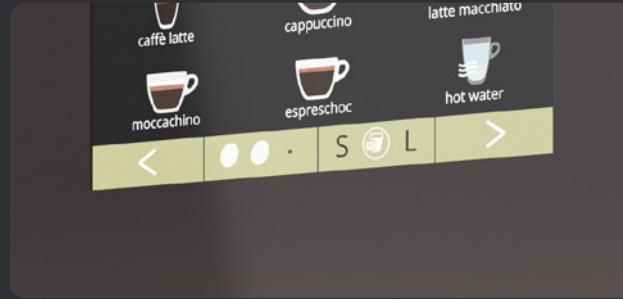 caffè latte
cappuccino
latte macchiato
moccachino
espreschoc
hot water
< S M L >